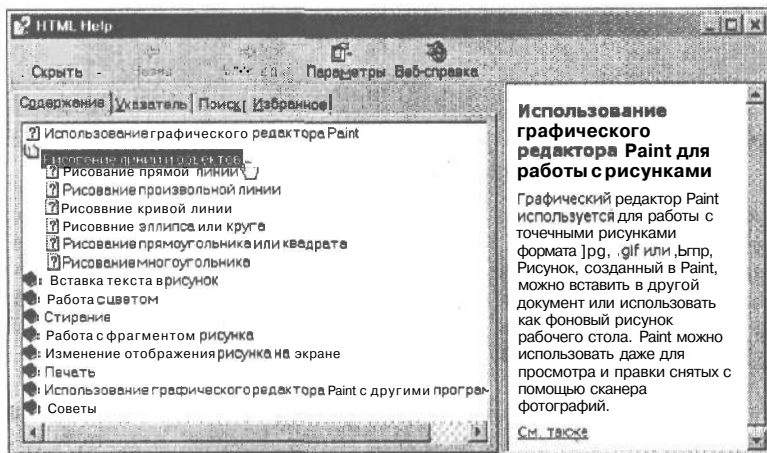 HTML Help
Скрыть
Параметры Веб-справка
Содержание Указатель Поиск Избранное
Использование графического редактора Paint
Рисование линий и объектов
Рисование прямой линии
Рисование произвольной линии
Рисоввние кривой линии
Рисоввние эллипса или круга
Рисование прямоугольника или квадрата
Рисование многоугольника
Вставка текста в рисунок
Работа с цветом
Стирание
Работа с фрагментом рисунка
Изменение отображения рисунка на экране
Печать
Использование графического редактора Paint с другими програм
Советы
Использование
графического
редактора Paint для
работы с рисунками
Графический редактор Paint
используется для работы с
точечными рисунками
формата ]pg, .gif или ,Ьтр,
Рисунок, созданный в Paint,
можно вставить в другой
документ или использовать
как фоновый рисунок
рабочего стола. Paint можно
использовать даже для
просмотра и правки снятых с
помощью сканера
фотографий.
См. также